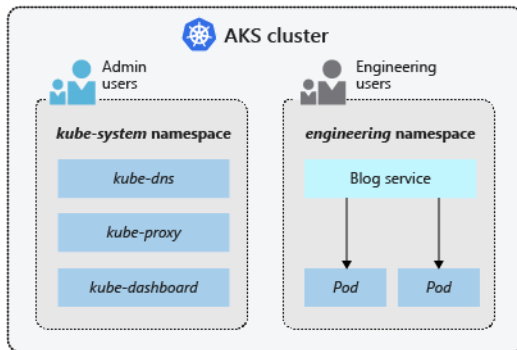 AKS cluster
Admin
users
Engineering
users
kube-system namespace
kube-dns
kube-proxy
kube-dashboard
engineering namespace
Blog service
Pod
Pod